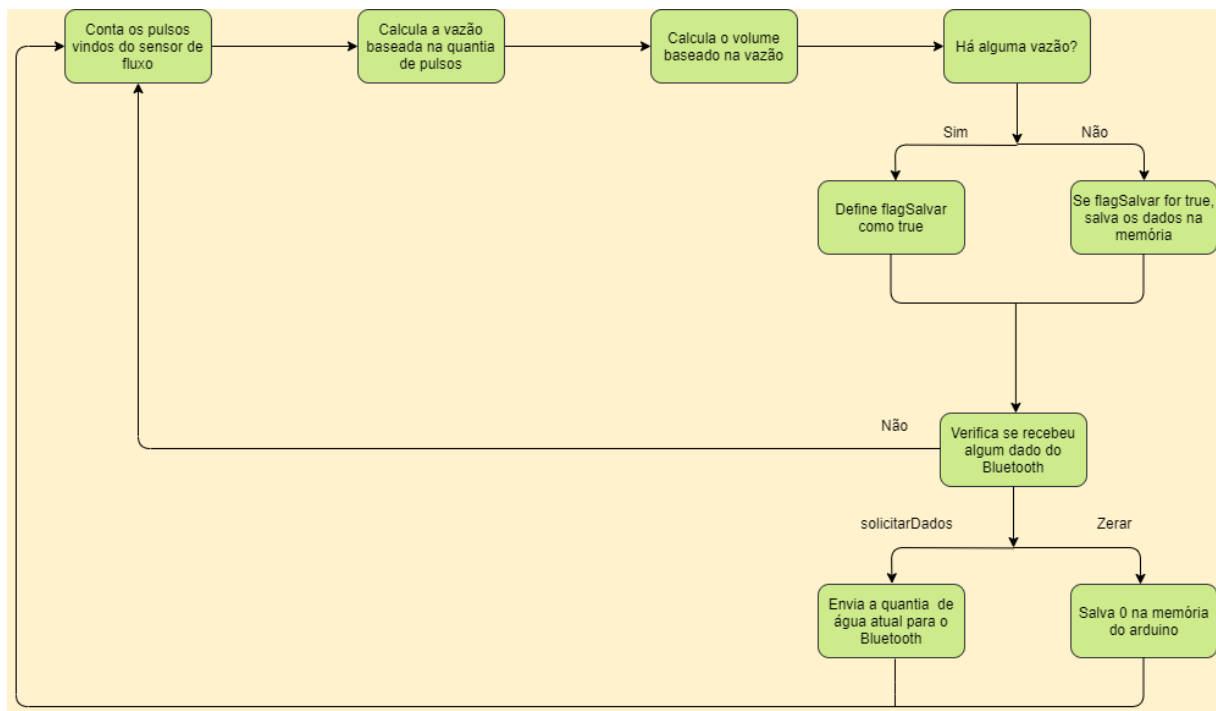 Conta os pulsos
vindos do sensor de
fluxo
Calcula a vazão
baseada na quantia
de pulsos
Calcula o volume
baseado na vazão
Há alguma vazão?
Sim
Não
Define flagSalvar
como true
Se flagSalvar for true,
salva os dados na
memória
Não
Verifica se recebeu
algum dado do
Bluetooth
solicitarDados
Zerar
Envia a quantia de
água atual para o
Bluetooth
Salva 0 na memória
do arduino